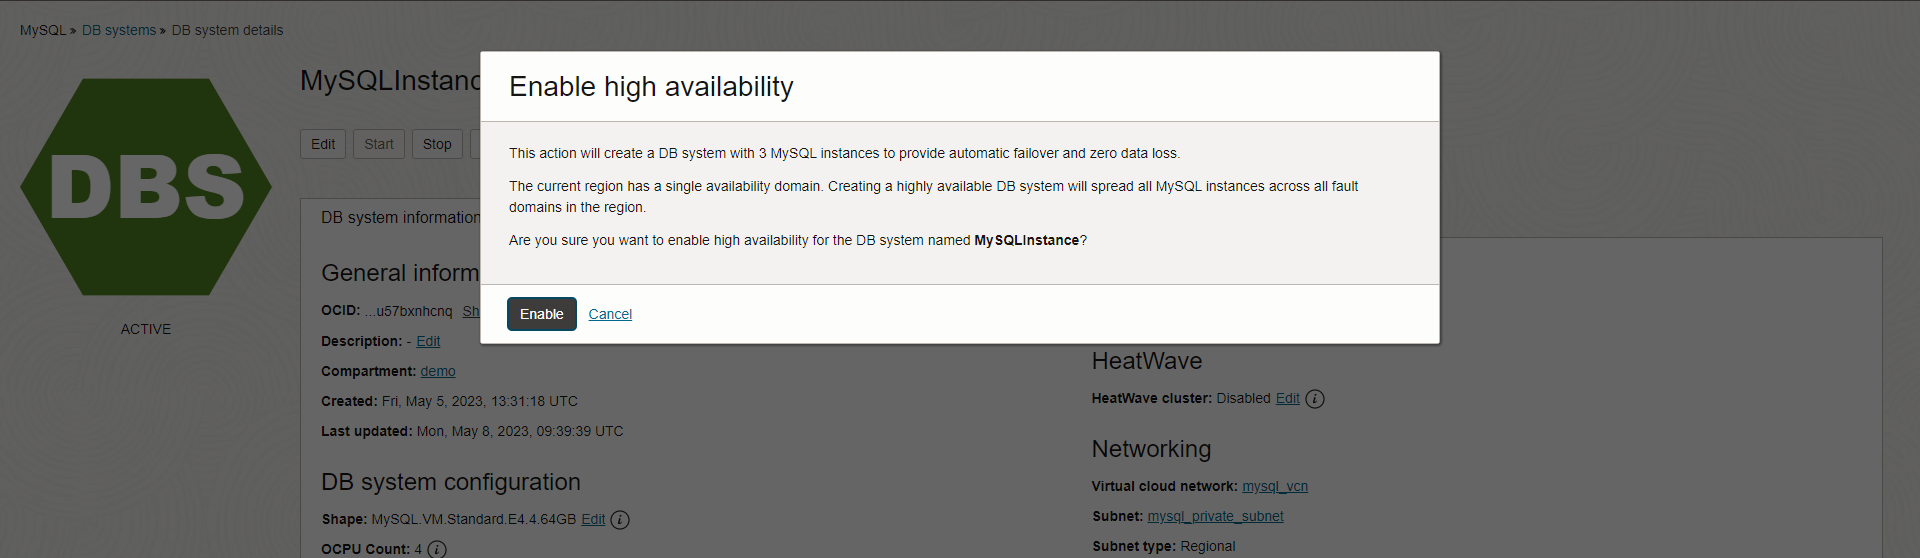 MySQL » DB systems » DB system details
DBS
ACTIVE
MySQLInstanc
Edit Start Stop
DB system information
General inform
OCID: ...u57bxnhcnq Sh
Description: - Edit
Compartment: demo
Created: Fri, May 5, 2023, 13:31:18 UTC
Last updated: Mon, May 8, 2023, 09:39:39 UTC
DB system configuration
Shape: MySQL.VM.Standard.E4.4.64GB Edit i
OCPU Count: 4 i
Enable high availability
This action will create a DB system with 3 MySQL instances to provide automatic failover and zero data loss.
The current region has a single availability domain. Creating a highly available DB system will spread all MySQL instances across all fault
domains in the region.
Are you sure you want to enable high availability for the DB system named MySQLInstance?
Enable Cancel
HeatWave
HeatWave cluster: Disabled Edit i
Networking
Virtual cloud network: mysql_vcn
Subnet: mysql_private_subnet
Subnet type: Regional